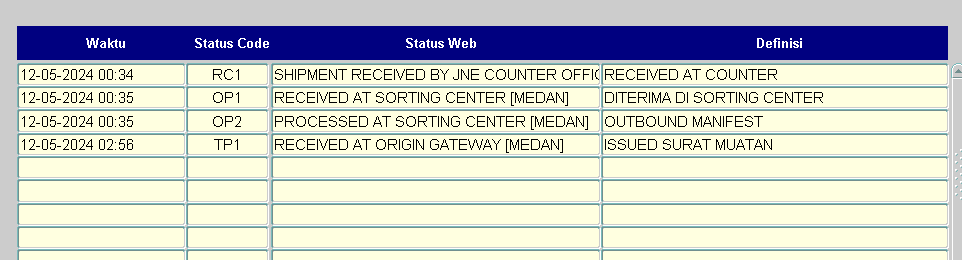 Waktu Status Code Status Web Definisi
12-05-2024 00:34 RC1 SHIPMENT RECEIVED BY JNE COUNTER OFFIC RECEIVED AT COUNTER
12-05-2024 00:35 OP1 RECEIVED AT SORTING CENTER [MEDAN] DITERIMA DI SORTING CENTER
12-05-2024 00:35 OP2 PROCESSED AT SORTING CENTER [MEDAN] OUTBOUND MANIFEST
12-05-2024 02:56 TP1 RECEIVED AT ORIGIN GATEWAY [MEDAN] ISSUED SURAT MUATAN